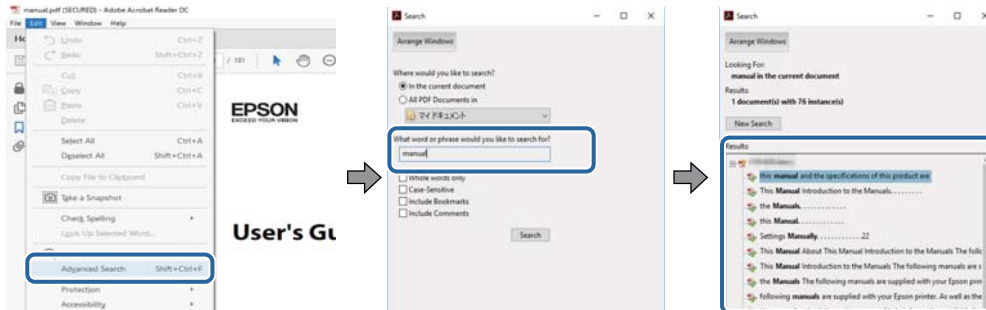 manual.pdf (SECURED) - Adobe Acrobat Reader DC
File Edit View Window Help
Undo Ctrl+Z
Redo Shift+Ctrl+Z
Cut Ctrl+X
Copy Ctrl+C
Paste Ctrl+V
Delete
Select All Ctrl+A
Deselect All Shift+Ctrl+A
Copy File to Clipboard
Take a Snapshot
Check Spelling
Look Up Selected Word...
Advanced Search Shift+Ctrl+F
Protection
Accessibility
/ 191
EPSON
EXCEED YOUR VISION
User's Gu
Search
Arrange Windows
Where would you like to search?
In the current document
All PDF Documents in
マイ ドキュメント
What word or phrase would you like to search for?
manual
Whole words only
Case-Sensitive
Include Bookmarks
Include Comments
Search
Search
Arrange Windows
Looking For:
manual in the current document
Results:
1 document(s) with 76 instance(s)
New Search
Results:
this manual and the specifications of this product are
This Manual Introduction to the Manuals. . . . . . . . .
the Manuals. . . . . . . . . . . . .
this Manual. . . . . . . . . . . . .
Settings Manually. . . . . . . . . . . . 22
This Manual About This Manual Introduction to the Manuals The follo
This Manual Introduction to the Manuals The following manuals are s
the Manuals The following manuals are supplied with your Epson prin
following manuals are supplied with your Epson printer. As well as the